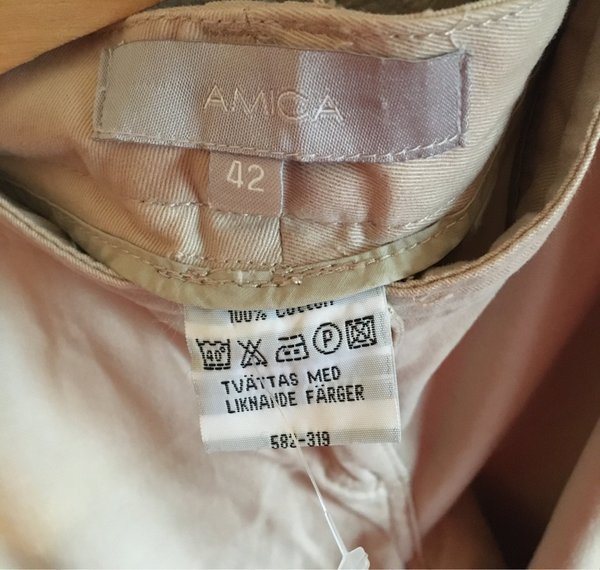 AMICA
42
100% COTTON
40°  P
TVÄTTAS MED
LIKNANDE FÄRGER
582-319